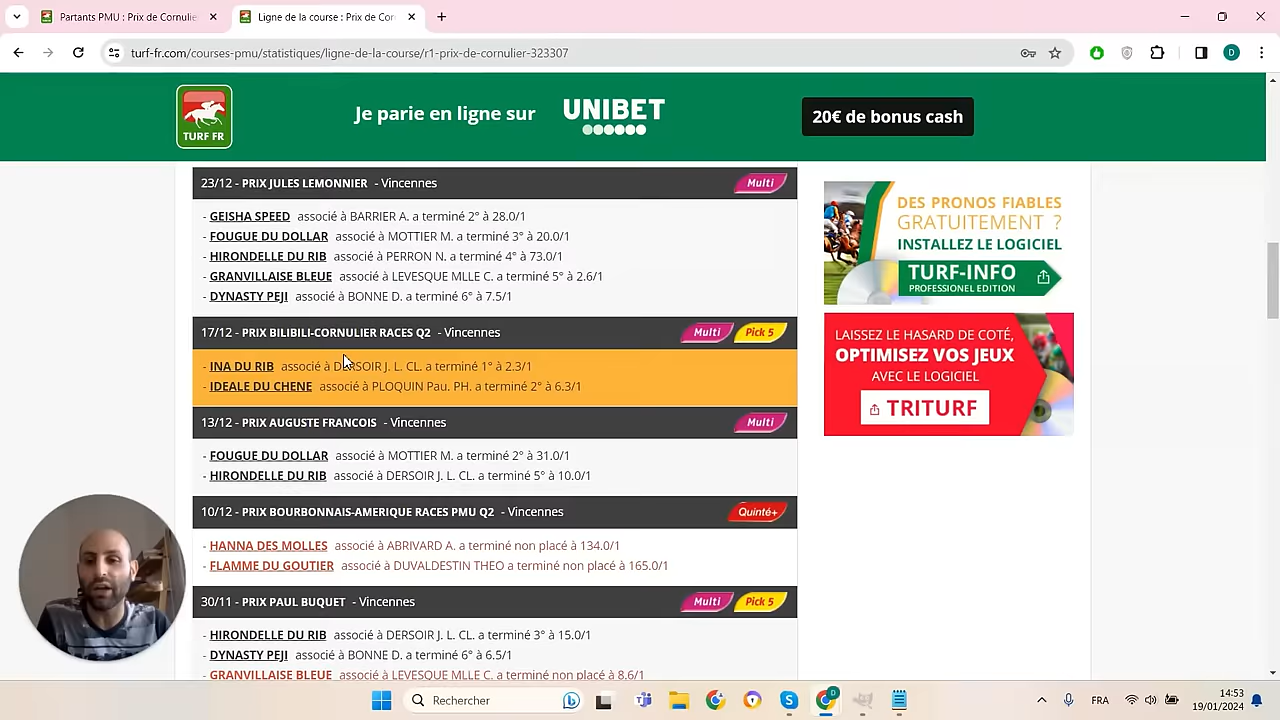 Partants PMU : Prix de Cornulie
Ligne de la course : Prix de Cor
turf-fr.com/courses-pmu/statistiques/ligne-de-la-course/r1-prix-de-cornulier-323307
D
TURF FR
Je parie en ligne sur
UNIBET
20€ de bonus cash
23/12 - PRIX JULES LEMONNIER - Vincennes
Multi
- GEISHA SPEED associé à BARRIER A. a terminé 2° à 28.0/1
- FOUGUE DU DOLLAR associé à MOTTIER M. a terminé 3° à 20.0/1
- HIRONDELLE DU RIB associé à PERRON N. a terminé 4° à 73.0/1
- GRANVILLAISE BLEUE associé à LEVESQUE MLLE C. a terminé 5° à 2.6/1
- DYNASTY PEJI associé à BONNE D. a terminé 6° à 7.5/1
17/12 - PRIX BILIBILI-CORNULIER RACES Q2 - Vincennes
Multi Pick 5
- INA DU RIB associé à DERSOIR J. L. CL. a terminé 1° à 2.3/1
- IDEALE DU CHENE associé à PLOQUIN Pau. PH. a terminé 2° à 6.3/1
13/12 - PRIX AUGUSTE FRANCOIS - Vincennes
Multi
- FOUGUE DU DOLLAR associé à MOTTIER M. a terminé 2° à 31.0/1
- HIRONDELLE DU RIB associé à DERSOIR J. L. CL. a terminé 5° à 10.0/1
10/12 - PRIX BOURBONNAIS-AMERIQUE RACES PMU Q2 - Vincennes
Quinté+
- HANNA DES MOLLES associé à ABRIVARD A. a terminé non placé à 134.0/1
- FLAMME DU GOUTIER associé à DUVALDESTIN THEO a terminé non placé à 165.0/1
30/11 - PRIX PAUL BUQUET - Vincennes
Multi Pick 5
- HIRONDELLE DU RIB associé à DERSOIR J. L. CL. a terminé 3° à 15.0/1
- DYNASTY PEJI associé à BONNE D. a terminé 6° à 6.5/1
- GRANVILLAISE BLEUE associé à LEVESQUE MLLE C. a terminé non placé à 8.6/1
DES PRONOS FIABLES
GRATUITEMENT ?
INSTALLEZ LE LOGICIEL
TURF-INFO
PROFESSIONEL EDITION
LAISSEZ LE HASARD DE COTÉ,
OPTIMISEZ VOS JEUX
AVEC LE LOGICIEL
TRITURF
Rechercher
D
FRA
14:53
19/01/2024